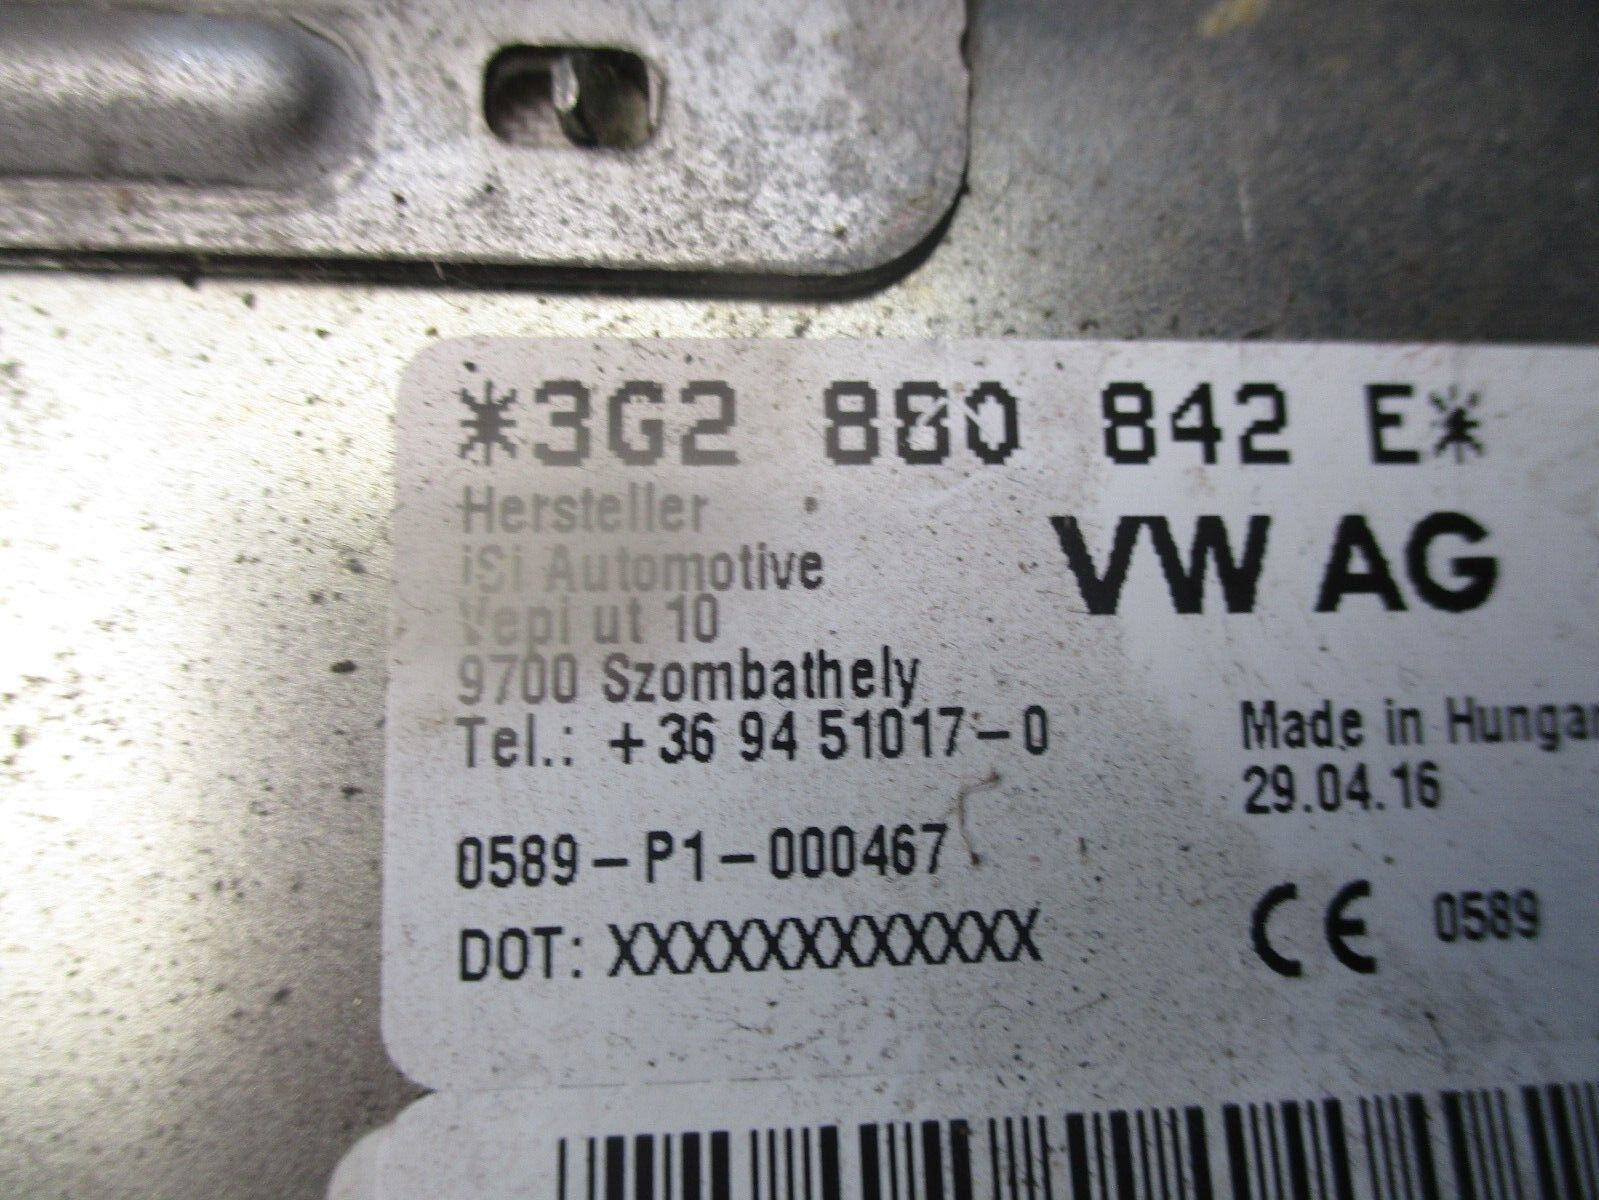 *3G2 880 842 E*
Hersteller
iSi Automotive
VW AG
Vepi ut 10
9700 Szombathely
Tel.: +36 94 51017-0
Made in Hungar
29.04.16
0589-P1-000467
DOT: XXXXXXXXXXXXX
CE 0589